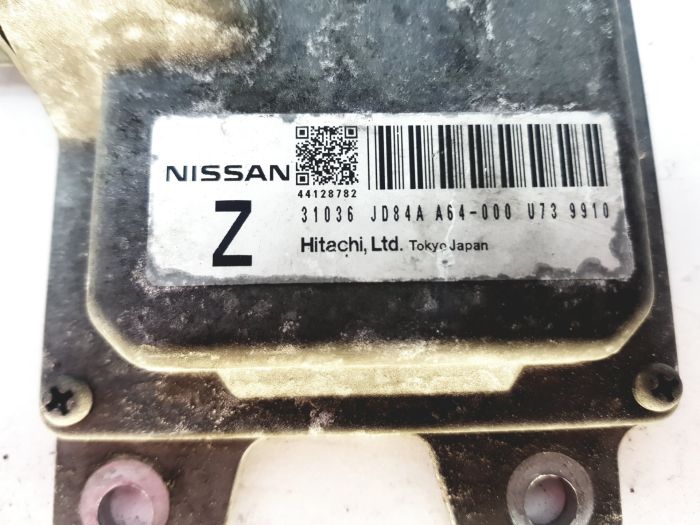 NISSAN
44128782
31036 JD84A A64-000 U73 9910
Z
Hitachi, Ltd. Tokyo Japan